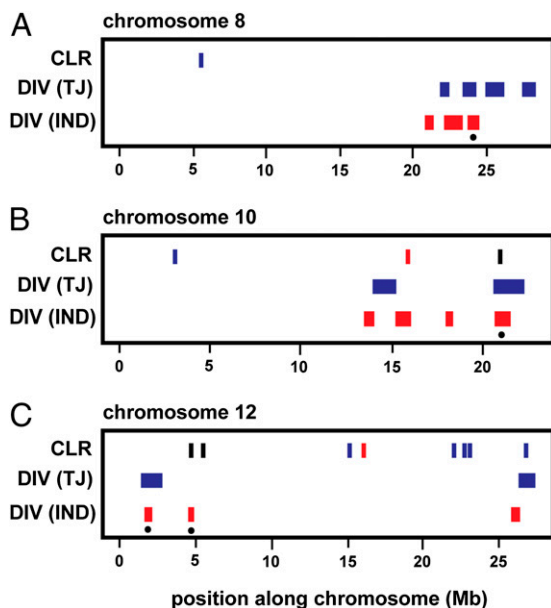 A
chromosome 8
CLR
DIV (TJ)
DIV (IND)
0 5 10 15 20 25
B
chromosome 10
CLR
DIV (TJ)
DIV (IND)
0 5 10 15 20
C
chromosome 12
CLR
DIV (TJ)
DIV (IND)
0 5 10 15 20 25
position along chromosome (Mb)